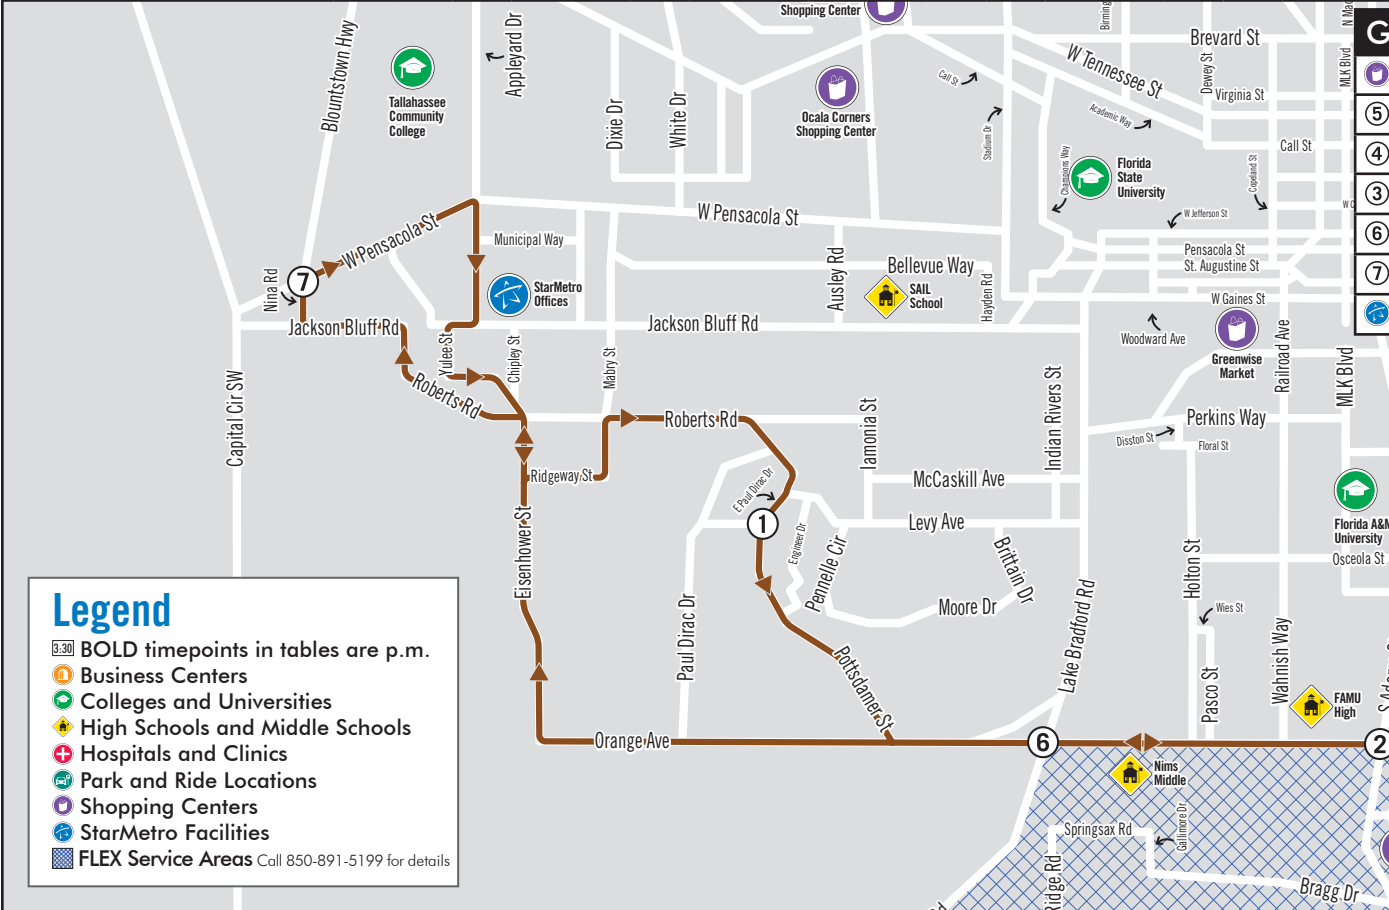 Shopping Center
Blountstown Hwy
Appleyard Dr
Tallahassee
Community
College
Dixie Dr
White Dr
Ocala Corners
Shopping Center
Call St
Stadium Dr
W Tennessee St
Academic Way
Champions Way
Florida
State
University
Brevard St
Dewey St
Virginia St
MLK Blvd
Call St
Copeland St
W Jefferson St
Pensacola St
St. Augustine St
W Gaines St
G
5
4
3
6
7
W Pensacola St
W Pensacola St
Municipal Way
Nina Rd
7
StarMetro
Offices
Ausley Rd
Bellevue Way
SAIL
School
Hayden Rd
Jackson Bluff Rd
Jackson Bluff Rd
Woodward Ave
Greenwise
Market
Railroad Ave
MLK Blvd
Yulee St
Chipley St
Mabry St
Capital Cir SW
Roberts Rd
Roberts Rd
Iamonia St
Indian Rivers St
Perkins Way
Disston St
Floral St
Ridgeway St
E Paul Dirac Dr
McCaskill Ave
1
Levy Ave
Engineer Dr
Pennelle Cir
Brittain Dr
Moore Dr
Eisenhower St
Paul Dirac Dr
Pottsdamer St
Lake Bradford Rd
Holton St
Florida A&M
University
Osceola St
Wies St
Pasco St
Wahnish Way
FAMU
High
Orange Ave
6
2
Nims
Middle
Springsax Rd
Gallimore Dr
Ridge Rd
Bragg Dr
Legend
3:30 BOLD timepoints in tables are p.m.
Business Centers
Colleges and Universities
High Schools and Middle Schools
Hospitals and Clinics
Park and Ride Locations
Shopping Centers
StarMetro Facilities
FLEX Service Areas Call 850-891-5199 for details